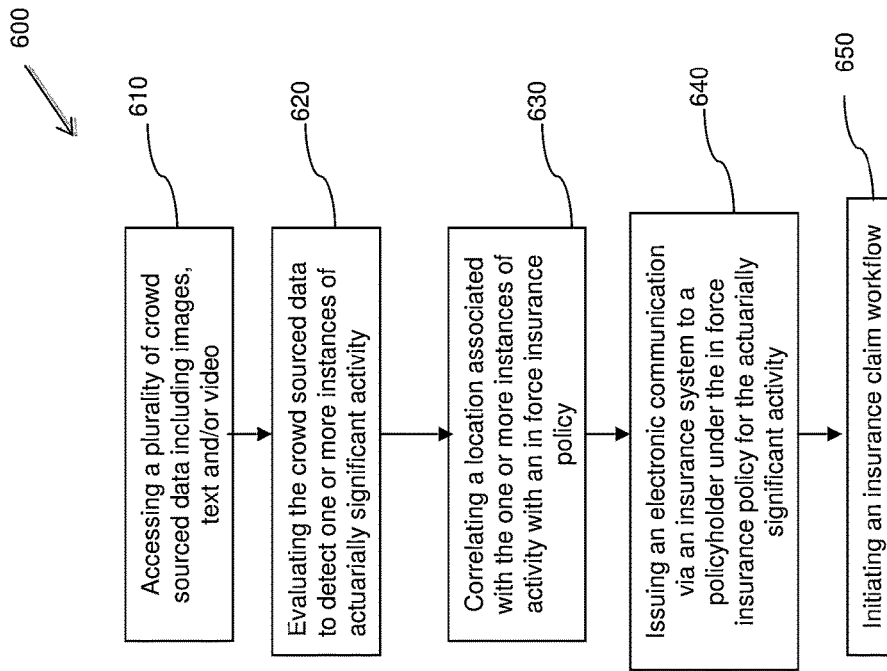 600
610
Accessing a plurality of crowd
sourced data including images,
text and/or video
620
Evaluating the crowd sourced data
to detect one or more instances of
actuarially significant activity
630
Correlating a location associated
with the one or more instances of
activity with an in force insurance
policy
640
Issuing an electronic communication
via an insurance system to a
policyholder under the in force
insurance policy for the actuarially
significant activity
650
Initiating an insurance claim workflow